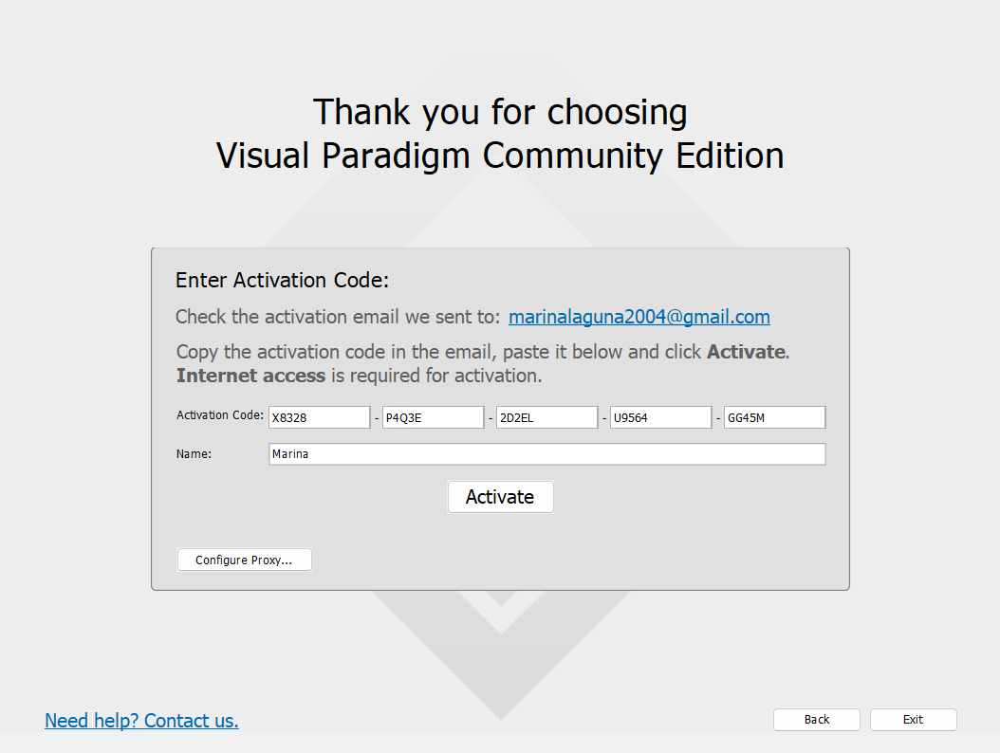 Thank you for choosing
Visual Paradigm Community Edition
Enter Activation Code:
Check the activation email we sent to: marinalaguna2004@gmail.com
Copy the activation code in the email, paste it below and click Activate.
Internet access is required for activation.
Activation Code: X8328 - P4Q3E - 2D2EL - U9564 - GG45M
Name: Marina
Activate
Configure Proxy...
Need help? Contact us. Back Exit